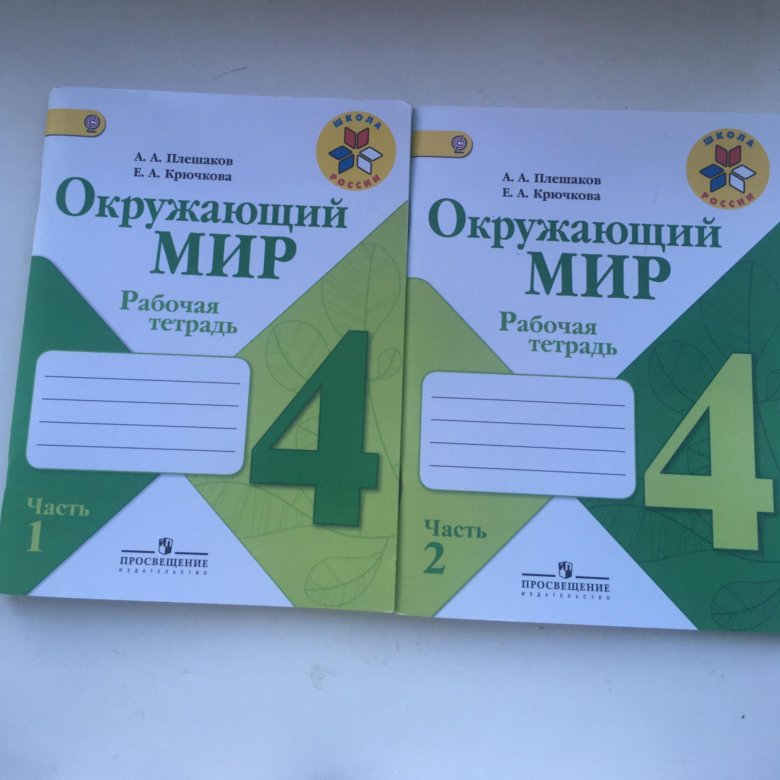 ШКОЛА
РОССИИ
А. А. Плешаков
Е. А. Крючкова
Окружающий
МИР
Рабочая
тетрадь
4
Часть
1
ПРОСВЕЩЕНИЕ
ИЗДАТЕЛЬСТВО
ШКОЛА
РОССИИ
А. А. Плешаков
Е. А. Крючкова
Окружающий
МИР
Рабочая
тетрадь
4
Часть
2
ПРОСВЕЩЕНИЕ
ИЗДАТЕЛЬСТВО